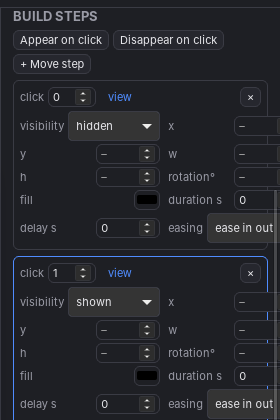 BUILD STEPS
Appear on click Disappear on click
+ Move step
click 0 view ×
visibility hidden x –
y – w –
h – rotation° –
fill duration s 0
delay s 0 easing ease in out
click 1 view ×
visibility shown x –
y – w –
h – rotation° –
fill duration s 0
delay s 0 easing ease in out